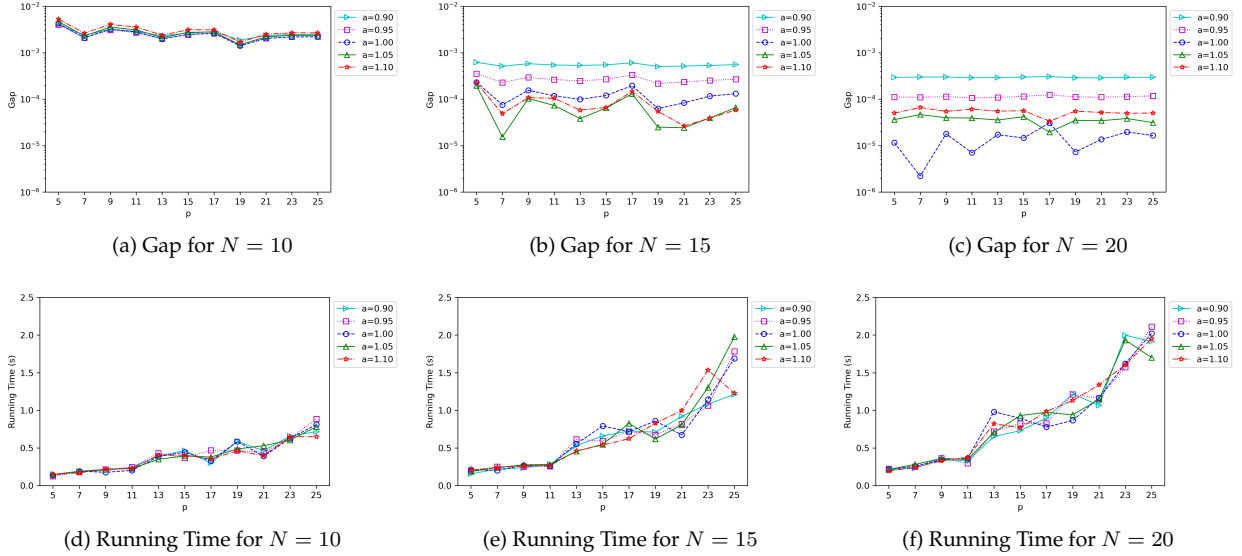 10⁻²
10⁻³
10⁻⁴
10⁻⁵
10⁻⁶
Gap
5 7 9 11 13 15 17 19 21 23 25
p
a=0.90
a=0.95
a=1.00
a=1.05
a=1.10
(a) Gap for N = 10
10⁻²
10⁻³
10⁻⁴
10⁻⁵
10⁻⁶
Gap
5 7 9 11 13 15 17 19 21 23 25
p
a=0.90
a=0.95
a=1.00
a=1.05
a=1.10
(b) Gap for N = 15
10⁻²
10⁻³
10⁻⁴
10⁻⁵
10⁻⁶
Gap
5 7 9 11 13 15 17 19 21 23 25
p
a=0.90
a=0.95
a=1.00
a=1.05
a=1.10
(c) Gap for N = 20
2.5
2.0
1.5
1.0
0.5
0.0
Running Time (s)
5 7 9 11 13 15 17 19 21 23 25
p
a=0.90
a=0.95
a=1.00
a=1.05
a=1.10
(d) Running Time for N = 10
2.5
2.0
1.5
1.0
0.5
0.0
Running Time (s)
5 7 9 11 13 15 17 19 21 23 25
p
a=0.90
a=0.95
a=1.00
a=1.05
a=1.10
(e) Running Time for N = 15
2.5
2.0
1.5
1.0
0.5
0.0
Running Time (s)
5 7 9 11 13 15 17 19 21 23 25
p
a=0.90
a=0.95
a=1.00
a=1.05
a=1.10
(f) Running Time for N = 20